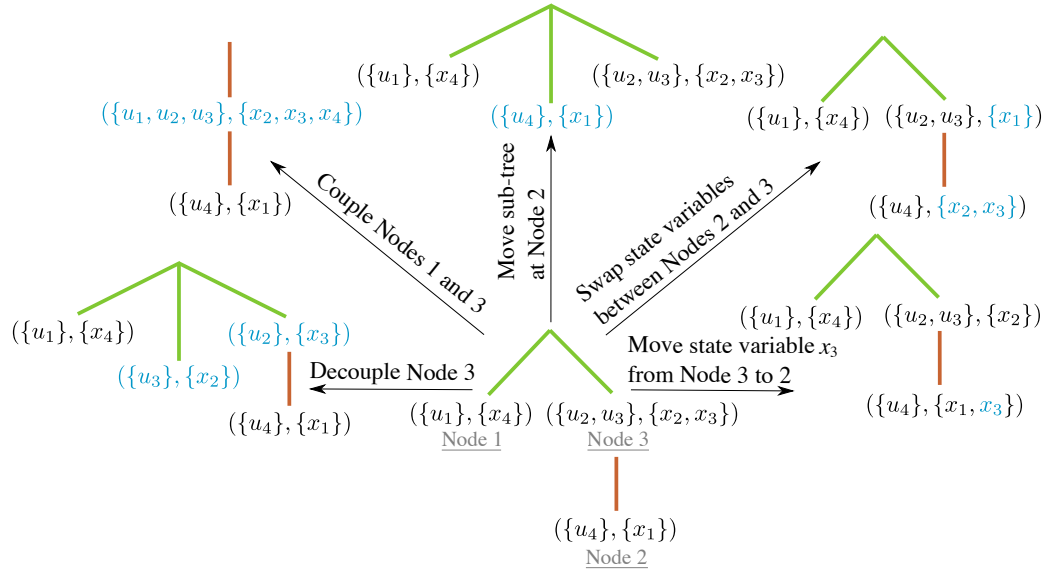 ({u₁}, {x₄})
({u₂, u₃}, {x₂, x₃})
({u₄}, {x₁})
({u₁, u₂, u₃}, {x₂, x₃, x₄})
({u₄}, {x₁})
({u₁}, {x₄})
({u₂, u₃}, {x₁})
({u₄}, {x₂, x₃})
Couple Nodes 1 and 3
Move sub-tree
at Node 2
Swap state variables
between Nodes 2 and 3
({u₁}, {x₄})
({u₂}, {x₃})
({u₃}, {x₂})
({u₄}, {x₁})
Decouple Node 3
Move state variable x₃
from Node 3 to 2
({u₁}, {x₄})
({u₂, u₃}, {x₂})
({u₄}, {x₁, x₃})
({u₁}, {x₄})
Node 1
({u₂, u₃}, {x₂, x₃})
Node 3
({u₄}, {x₁})
Node 2